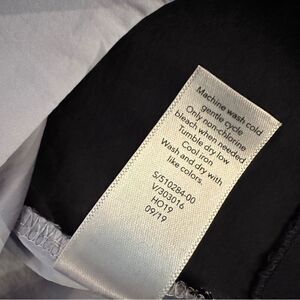 Machine wash cold
gentle cycle
Only non-chlorine
bleach when needed
Tumble dry low
Cool iron
Wash and dry with
like colors.
S/510284-00
V/303016
HO19
09/19